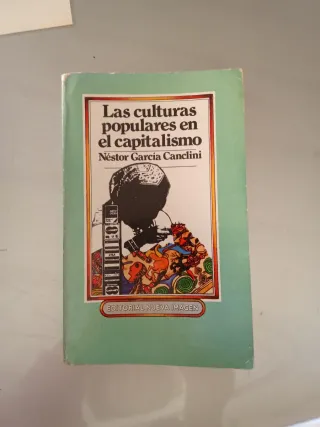 Las culturas
populares en
el capitalismo
Néstor García Canclini
EDITORIAL NUEVA IMAGEN